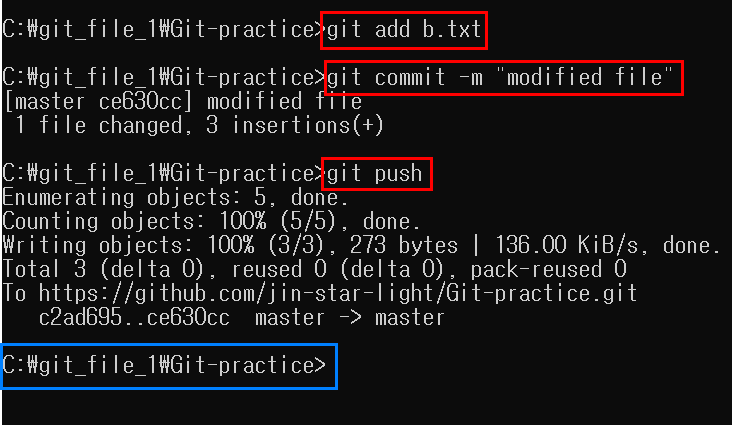 C:₩git_file_1₩Git-practice>git add b.txt
C:₩git_file_1₩Git-practice>git commit -m "modified file"
[master ce630cc] modified file
1 file changed, 3 insertions(+)
C:₩git_file_1₩Git-practice>git push
Enumerating objects: 5, done.
Counting objects: 100% (5/5), done.
Writing objects: 100% (3/3), 273 bytes | 136.00 KiB/s, done.
Total 3 (delta 0), reused 0 (delta 0), pack-reused 0
To https://github.com/jin-star-light/Git-practice.git
c2ad695..ce630cc  master -> master
C:₩git_file_1₩Git-practice>